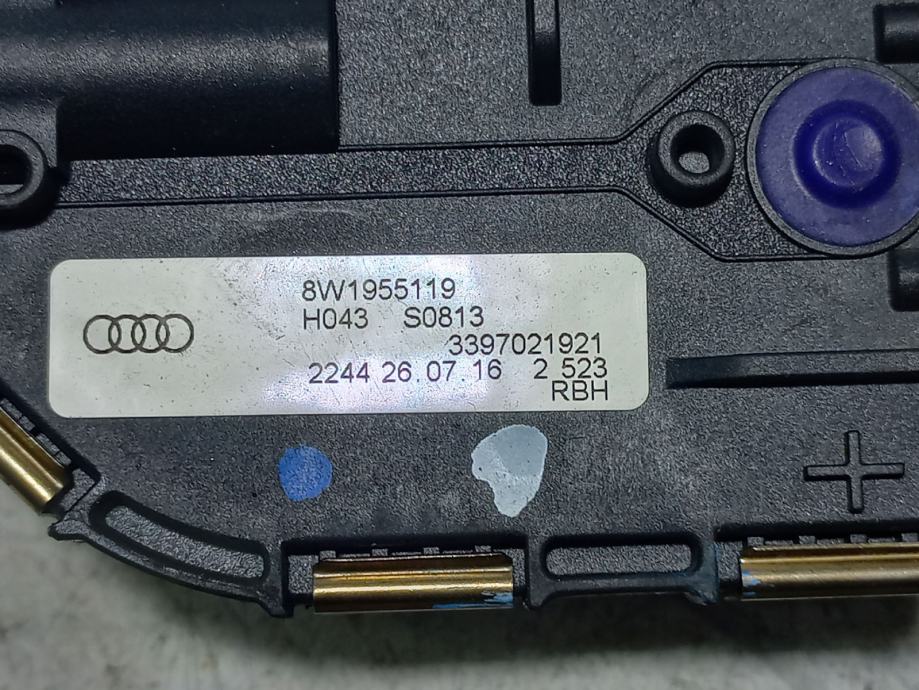 8W1955119
H043 S0813
3397021921
2244 26.07.16 2 523
RBH